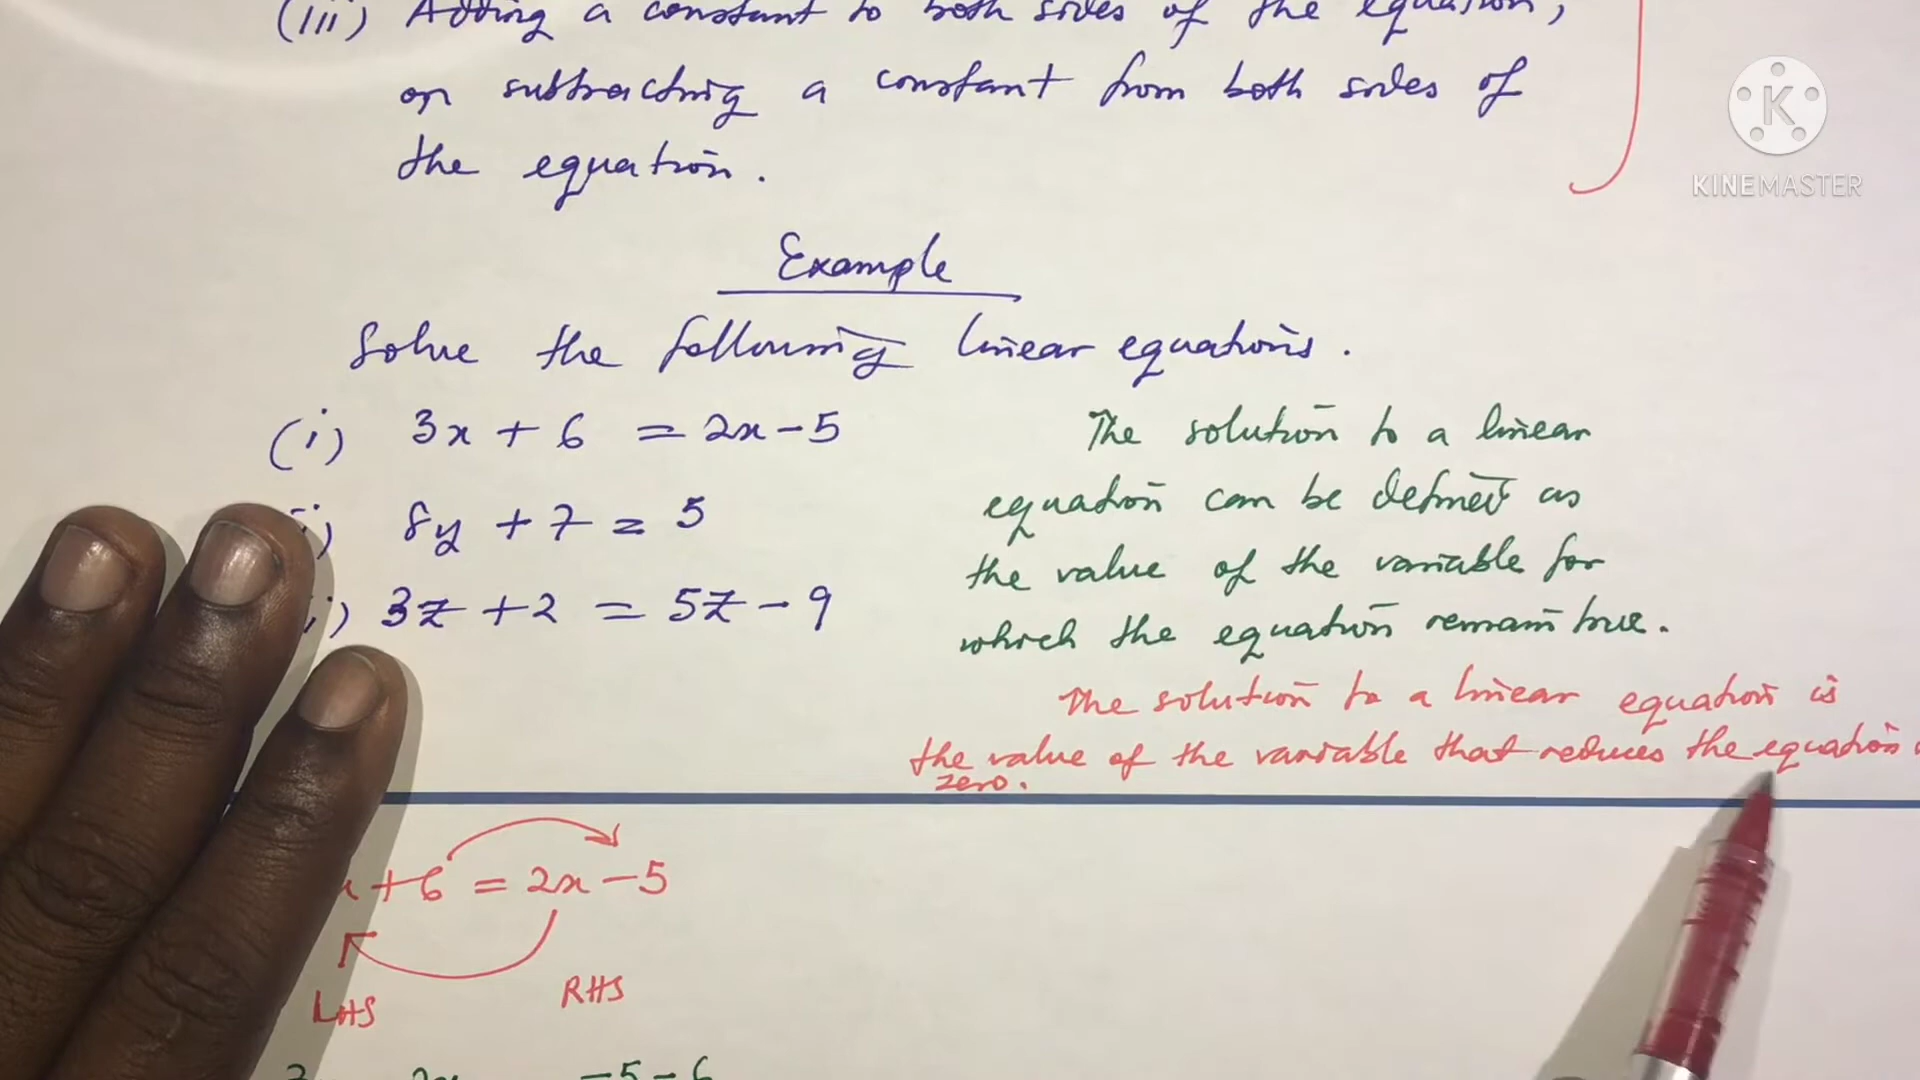 (iii) Adding a constant to both sides of the equation,
or subtracting a constant from both sides of
the equation.
Example
Solve the following linear equations.
(i) 3x + 6 = 2x - 5
8y + 7 = 5
3z + 2 = 5z - 9
The solution to a linear
equation can be defined as
the value of the variable for
which the equation remain true.
The solution to a linear equation is
the value of the variable that reduces the equation
zero.
x + 6 = 2x - 5
LHS RHS
-5-6
KINEMASTER